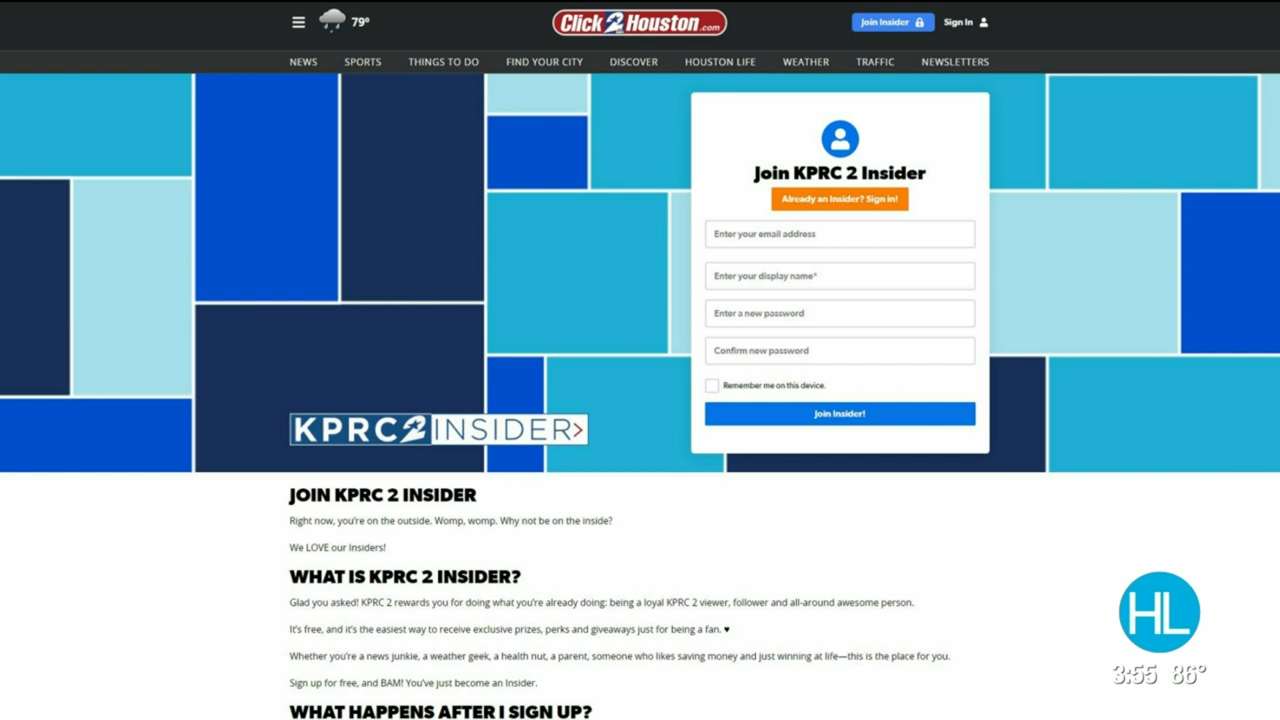 79°
Click2Houston.com
Join Insider
Sign In
NEWS SPORTS THINGS TO DO FIND YOUR CITY DISCOVER HOUSTON LIFE WEATHER TRAFFIC NEWSLETTERS
Join KPRC 2 Insider
Already an Insider? Sign in!
Enter your email address
Enter your display name*
Enter a new password
Confirm new password
Remember me on this device.
Join Insider!
KPRC2INSIDER>
JOIN KPRC 2 INSIDER
Right now, you're on the outside. Womp, womp. Why not be on the inside?
We LOVE our Insiders!
WHAT IS KPRC 2 INSIDER?
Glad you asked! KPRC 2 rewards you for doing what you're already doing: being a loyal KPRC 2 viewer, follower and all-around awesome person.
It's free, and it's the easiest way to receive exclusive prizes, perks and giveaways just for being a fan. ♥
Whether you're a news junkie, a weather geek, a health nut, a parent, someone who likes saving money and just winning at life—this is the place for you.
Sign up for free, and BAM! You've just become an Insider.
WHAT HAPPENS AFTER I SIGN UP?
HL
3:55 86°